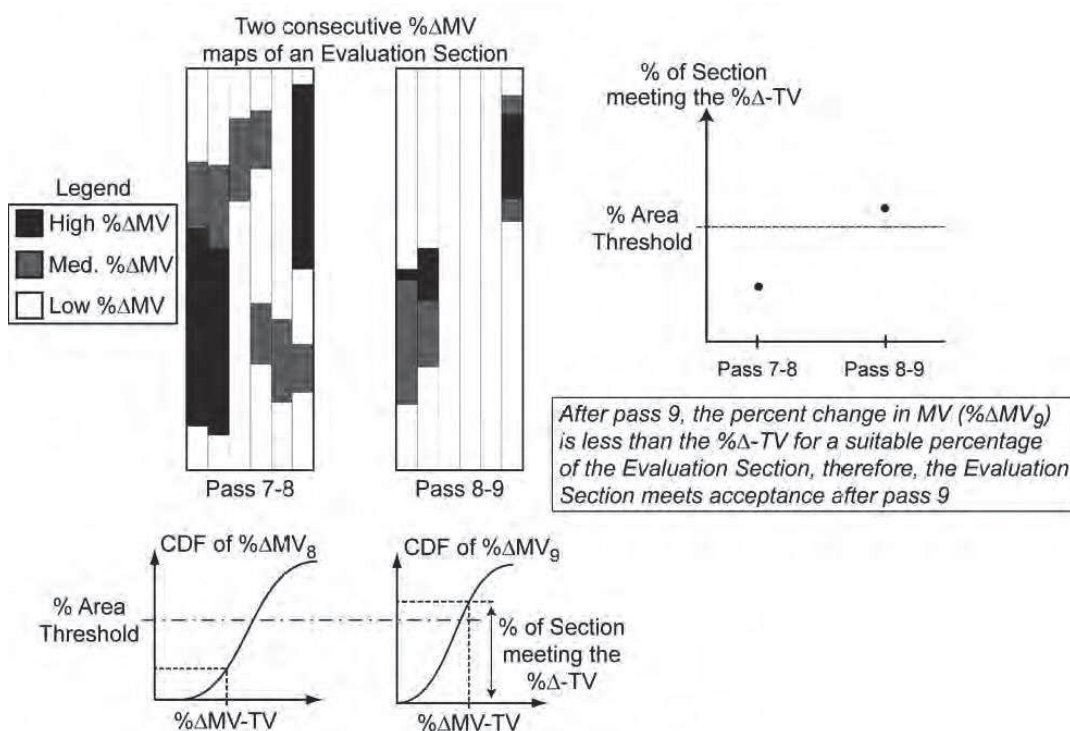 Two consecutive %ΔMV
maps of an Evaluation Section
Legend
High %ΔMV
Med. %ΔMV
Low %ΔMV
Pass 7-8
Pass 8-9
% of Section
meeting the %Δ-TV
% Area
Threshold
Pass 7-8
Pass 8-9
After pass 9, the percent change in MV (%ΔMV₉)
is less than the %Δ-TV for a suitable percentage
of the Evaluation Section, therefore, the Evaluation
Section meets acceptance after pass 9
CDF of %ΔMV₈
% Area
Threshold
%ΔMV-TV
CDF of %ΔMV₉
% of Section
meeting the
%Δ-TV
%ΔMV-TV